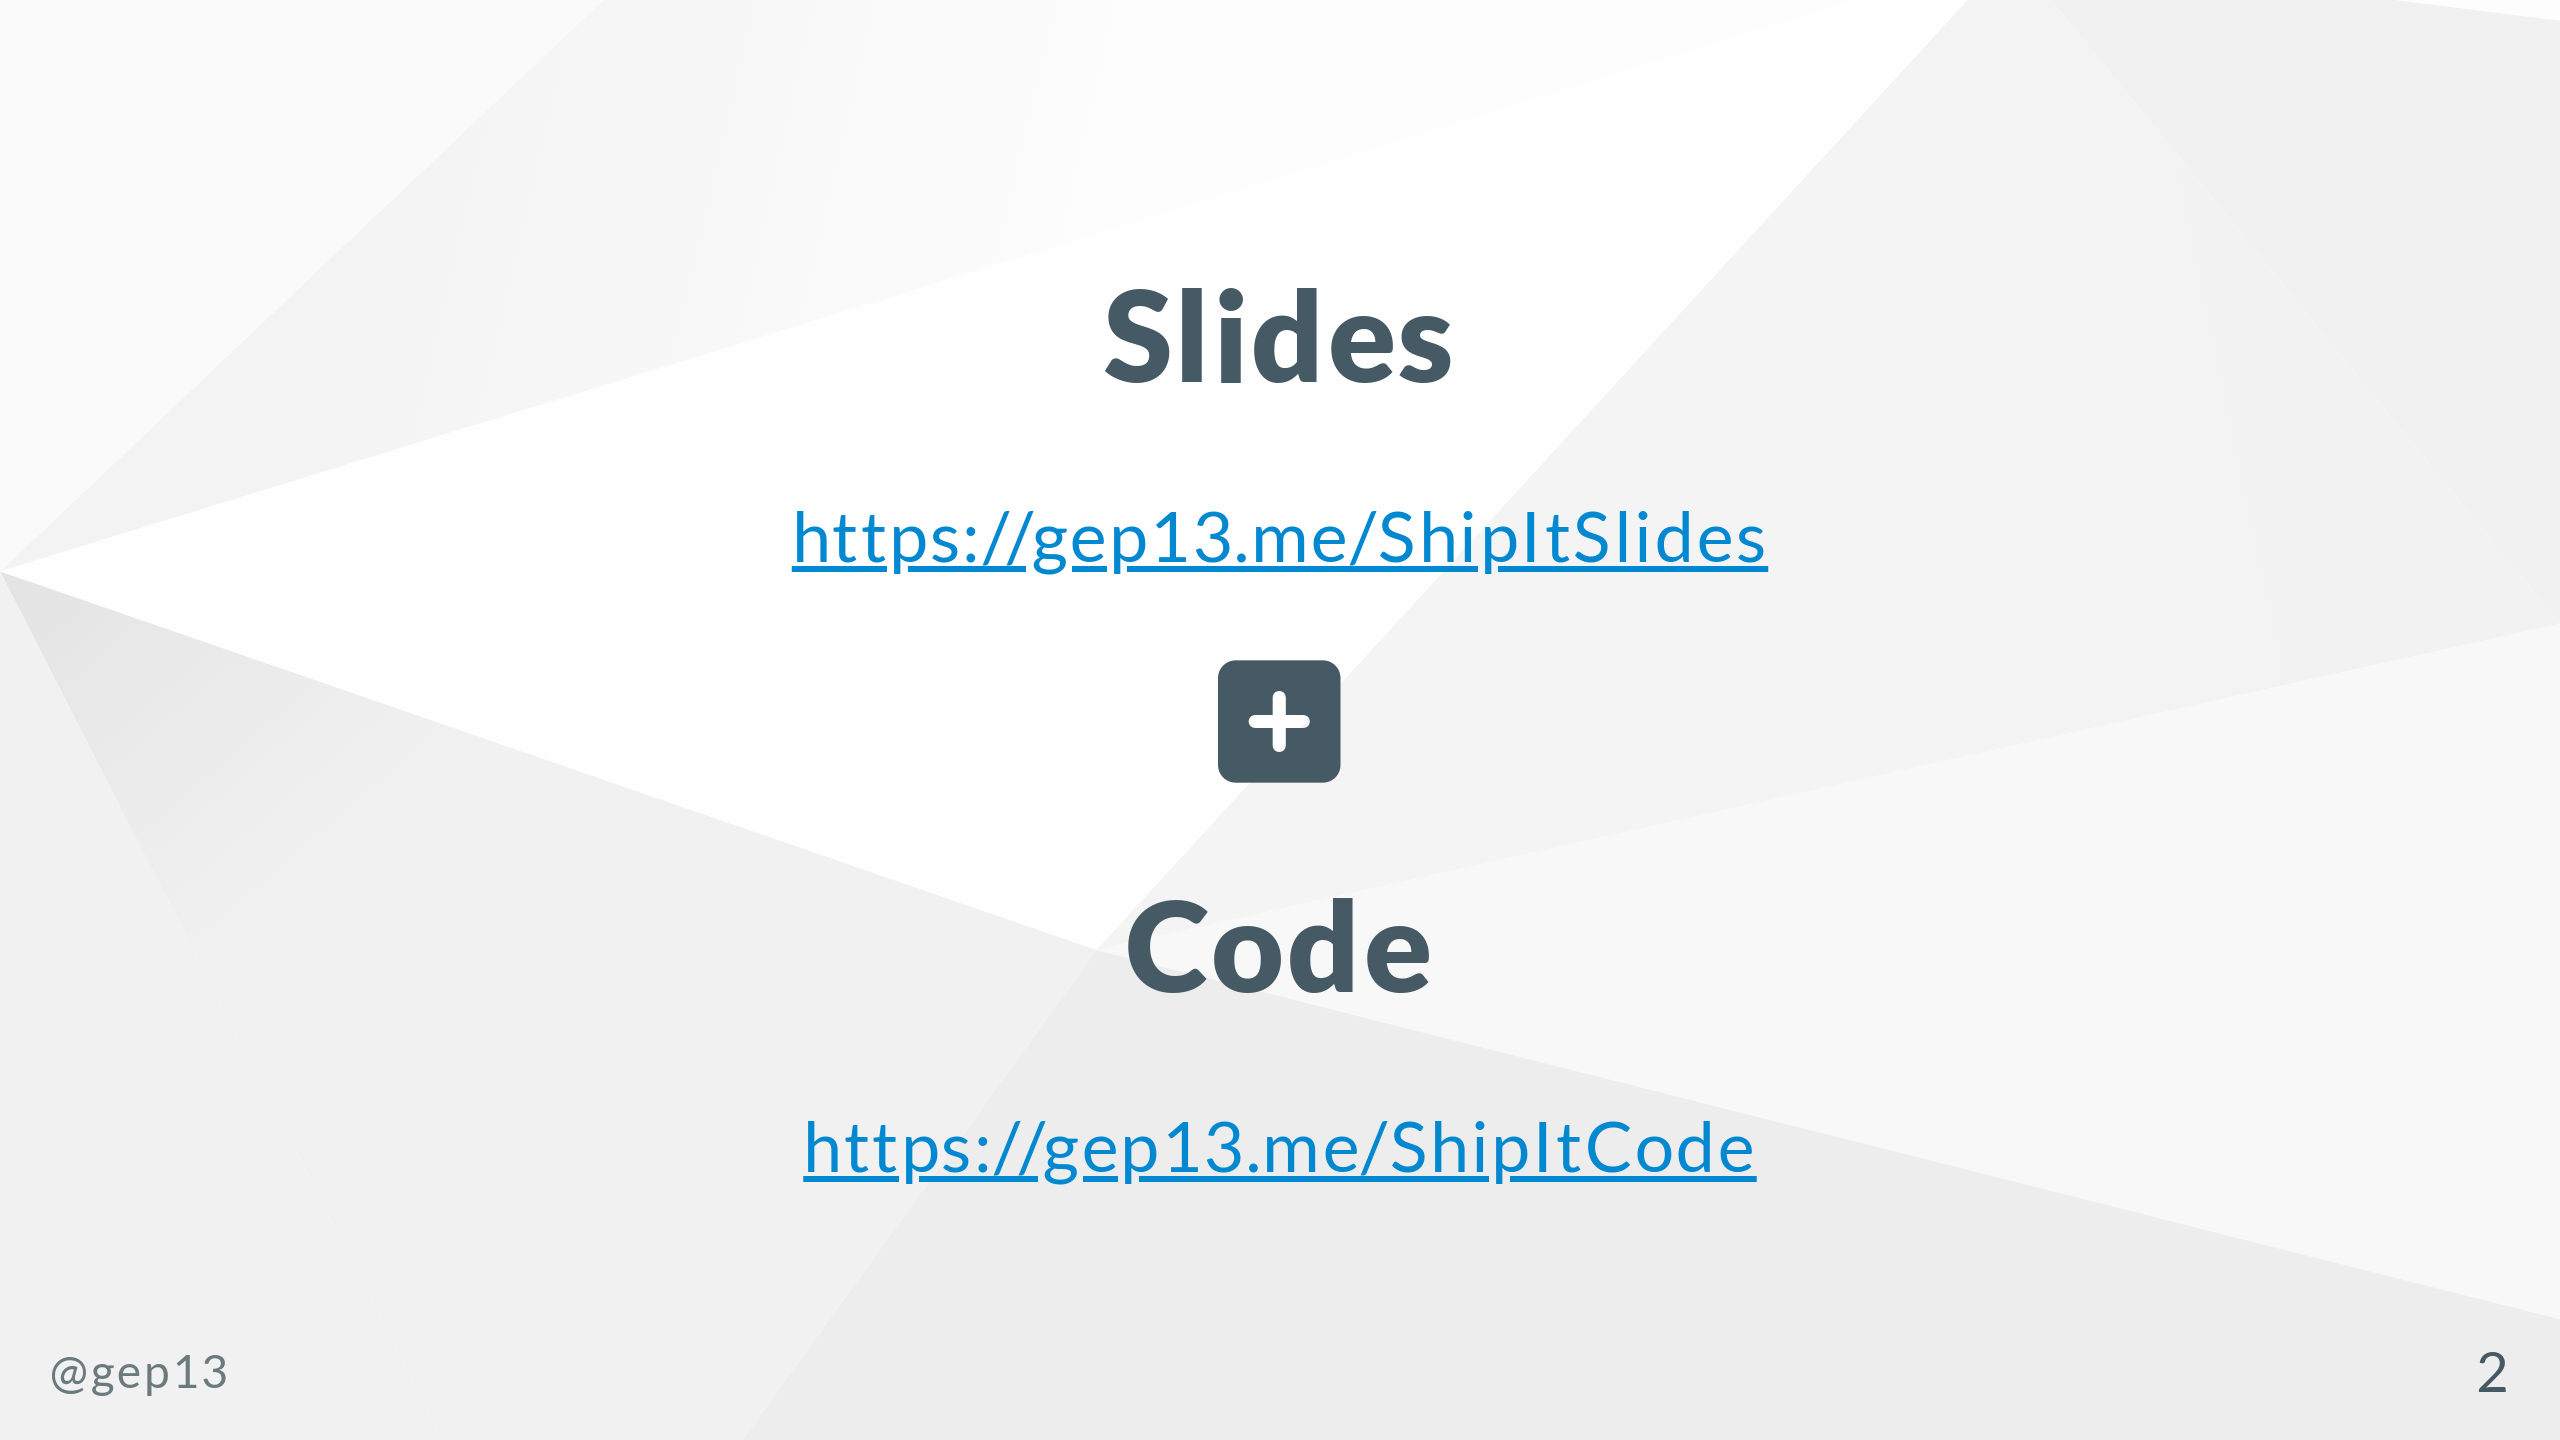 Slides
https://gep13.me/ShipItSlides
+
Code
https://gep13.me/ShipItCode
@gep13
2